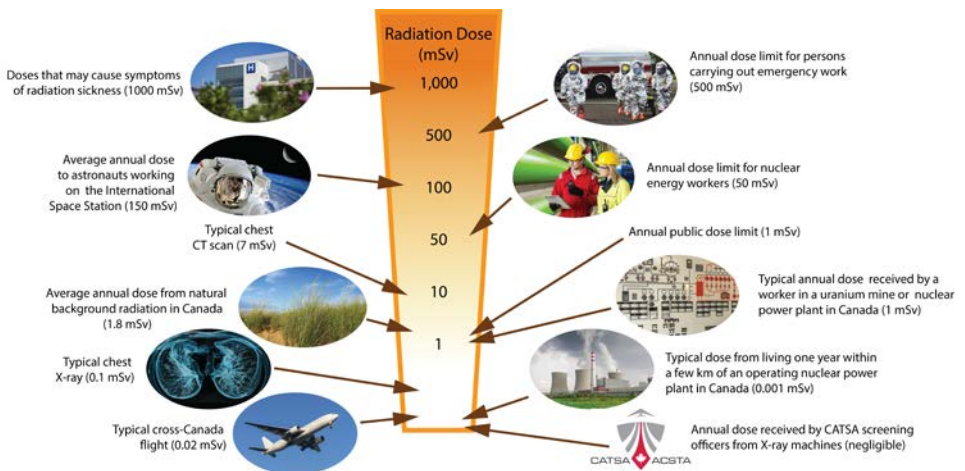 Radiation Dose
(mSv)
1,000
500
100
50
10
1
Doses that may cause symptoms
of radiation sickness (1000 mSv)
H
Average annual dose
to astronauts working
on the International
Space Station (150 mSv)
Typical chest
CT scan (7 mSv)
Average annual dose from natural
background radiation in Canada
(1.8 mSv)
Typical chest
X-ray (0.1 mSv)
Typical cross-Canada
flight (0.02 mSv)
Annual dose limit for persons
carrying out emergency work
(500 mSv)
Annual dose limit for nuclear
energy workers (50 mSv)
Annual public dose limit (1 mSv)
Typical annual dose received by a
worker in a uranium mine or nuclear
power plant in Canada (1 mSv)
Typical dose from living one year within
a few km of an operating nuclear power
plant in Canada (0.001 mSv)
Annual dose received by CATSA screening
officers from X-ray machines (negligible)
CATSA ACSTA